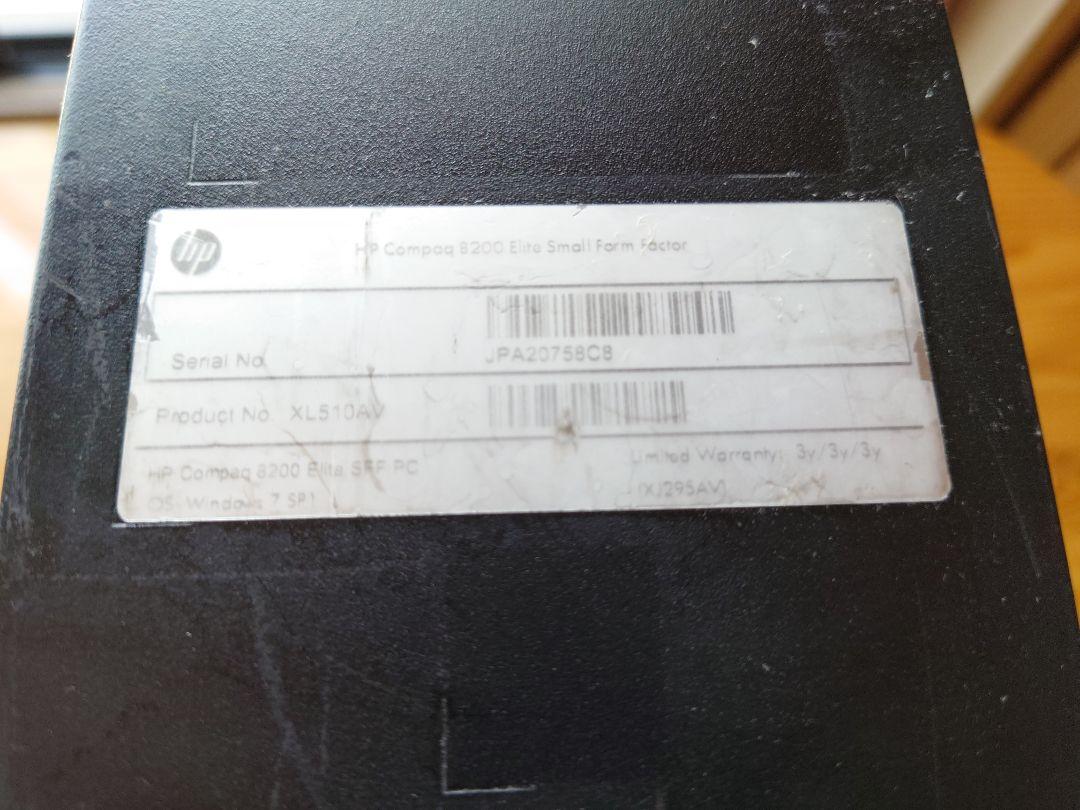 hp
HP Compaq 8200 Elite Small Form Factor
Serial No
JPA20758C8
Product No. XL510AV
HP Compaq 8200 Elite SFF PC
Limited Warranty: 3y/3y/3y
OS: Windows 7 SP1
(XJ295AV)